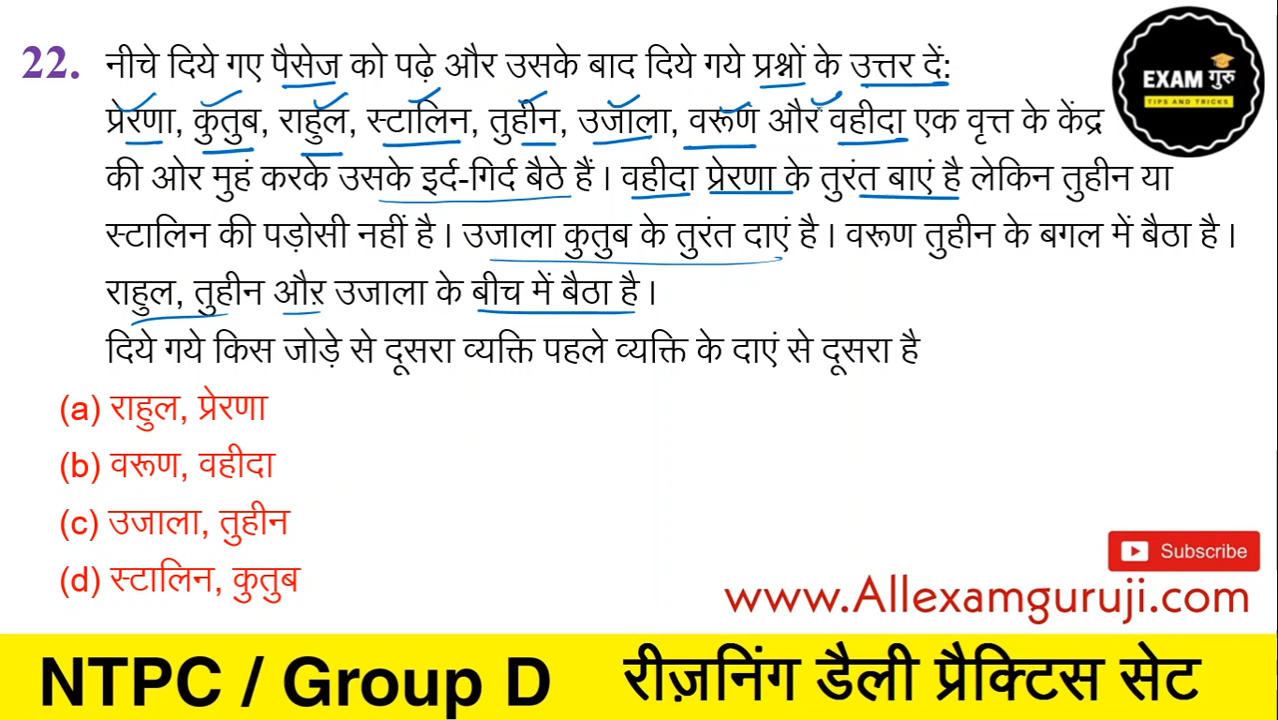 22. नीचे दिये गए पैसेज को पढ़े और उसके बाद दिये गये प्रश्नों के उत्तर दें:
EXAM गुरु
TIPS AND TRICKS
प्रेरणा, कुतुब, राहुल, स्टालिन, तुहीन, उजाला, वरूण और वहीदा एक वृत्त के केंद्र
की ओर मुहं करके उसके इर्द-गिर्द बैठे हैं । वहीदा प्रेरणा के तुरंत बाएं है लेकिन तुहीन या
स्टालिन की पड़ोसी नहीं है । उजाला कुतुब के तुरंत दाएं है । वरूण तुहीन के बगल में बैठा है ।
राहुल, तुहीन और उजाला के बीच में बैठा है ।
दिये गये किस जोड़े से दूसरा व्यक्ति पहले व्यक्ति के दाएं से दूसरा है
(a) राहुल, प्रेरणा
(b) वरूण, वहीदा
(c) उजाला, तुहीन
(d) स्टालिन, कुतुब
Subscribe
www.Allexamguruji.com
NTPC / Group D रीज़निंग डैली प्रैक्टिस सेट